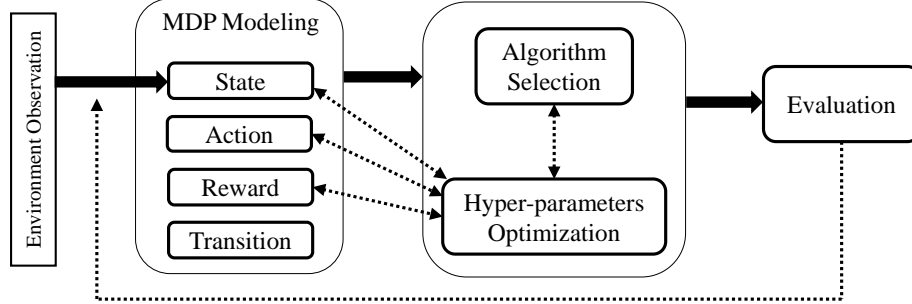 Environment Observation
MDP Modeling
State
Action
Reward
Transition
Algorithm
Selection
Hyper-parameters
Optimization
Evaluation